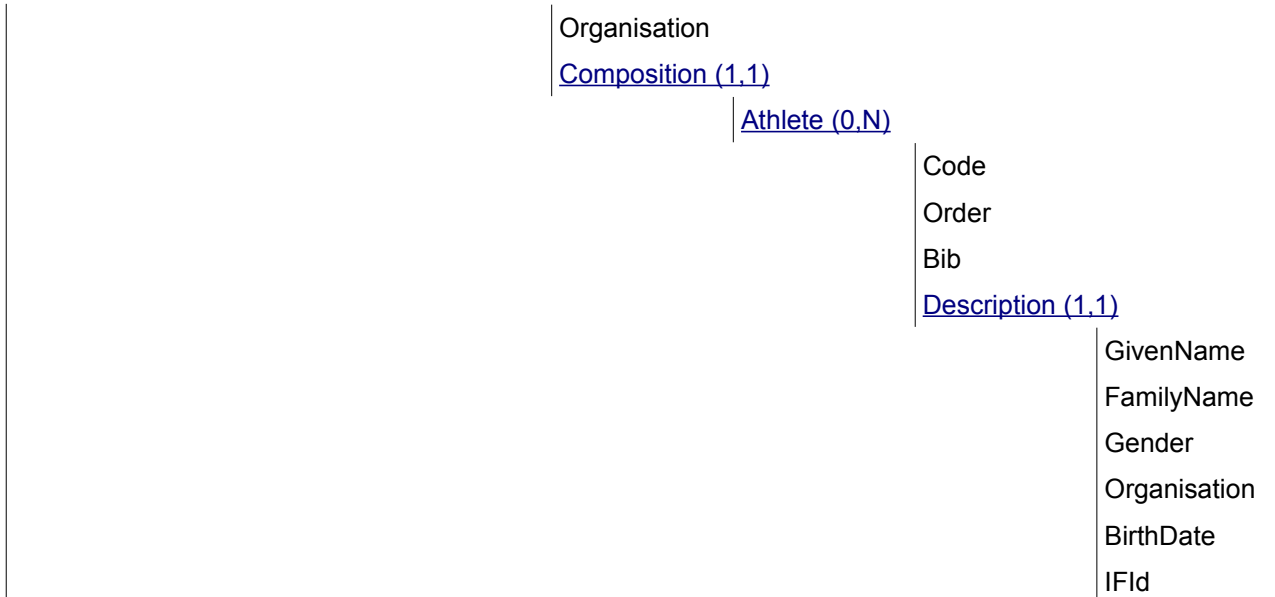 Organisation
Composition (1,1)
Athlete (0,N)
Code
Order
Bib
Description (1,1)
GivenName
FamilyName
Gender
Organisation
BirthDate
IFId